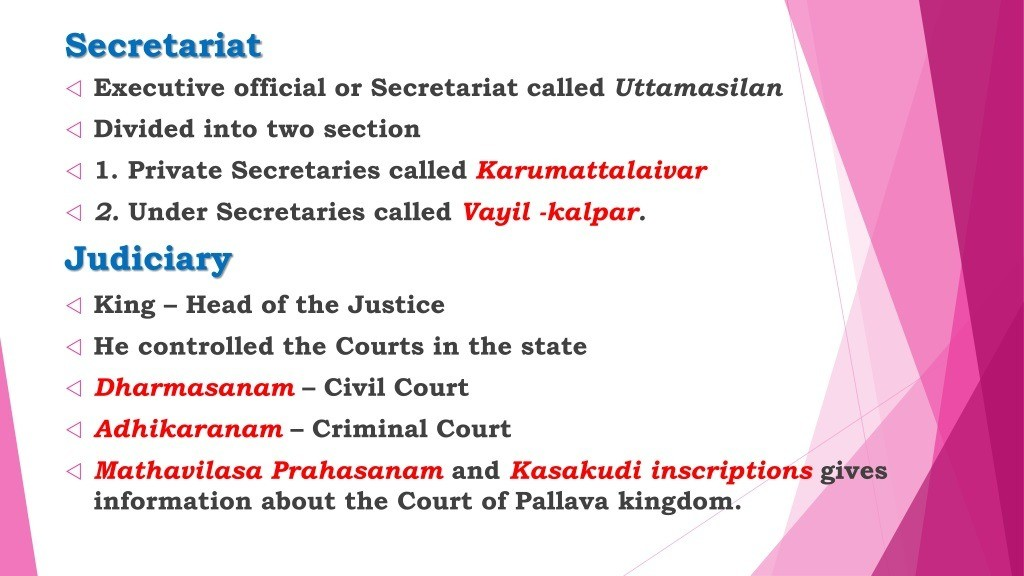 Secretariat
Executive official or Secretariat called Uttamasilan
Divided into two section
1. Private Secretaries called Karumattalaivar
2. Under Secretaries called Vayil -kalpar.
Judiciary
King – Head of the Justice
He controlled the Courts in the state
Dharmasanam – Civil Court
Adhikaranam – Criminal Court
Mathavilasa Prahasanam and Kasakudi inscriptions gives
information about the Court of Pallava kingdom.